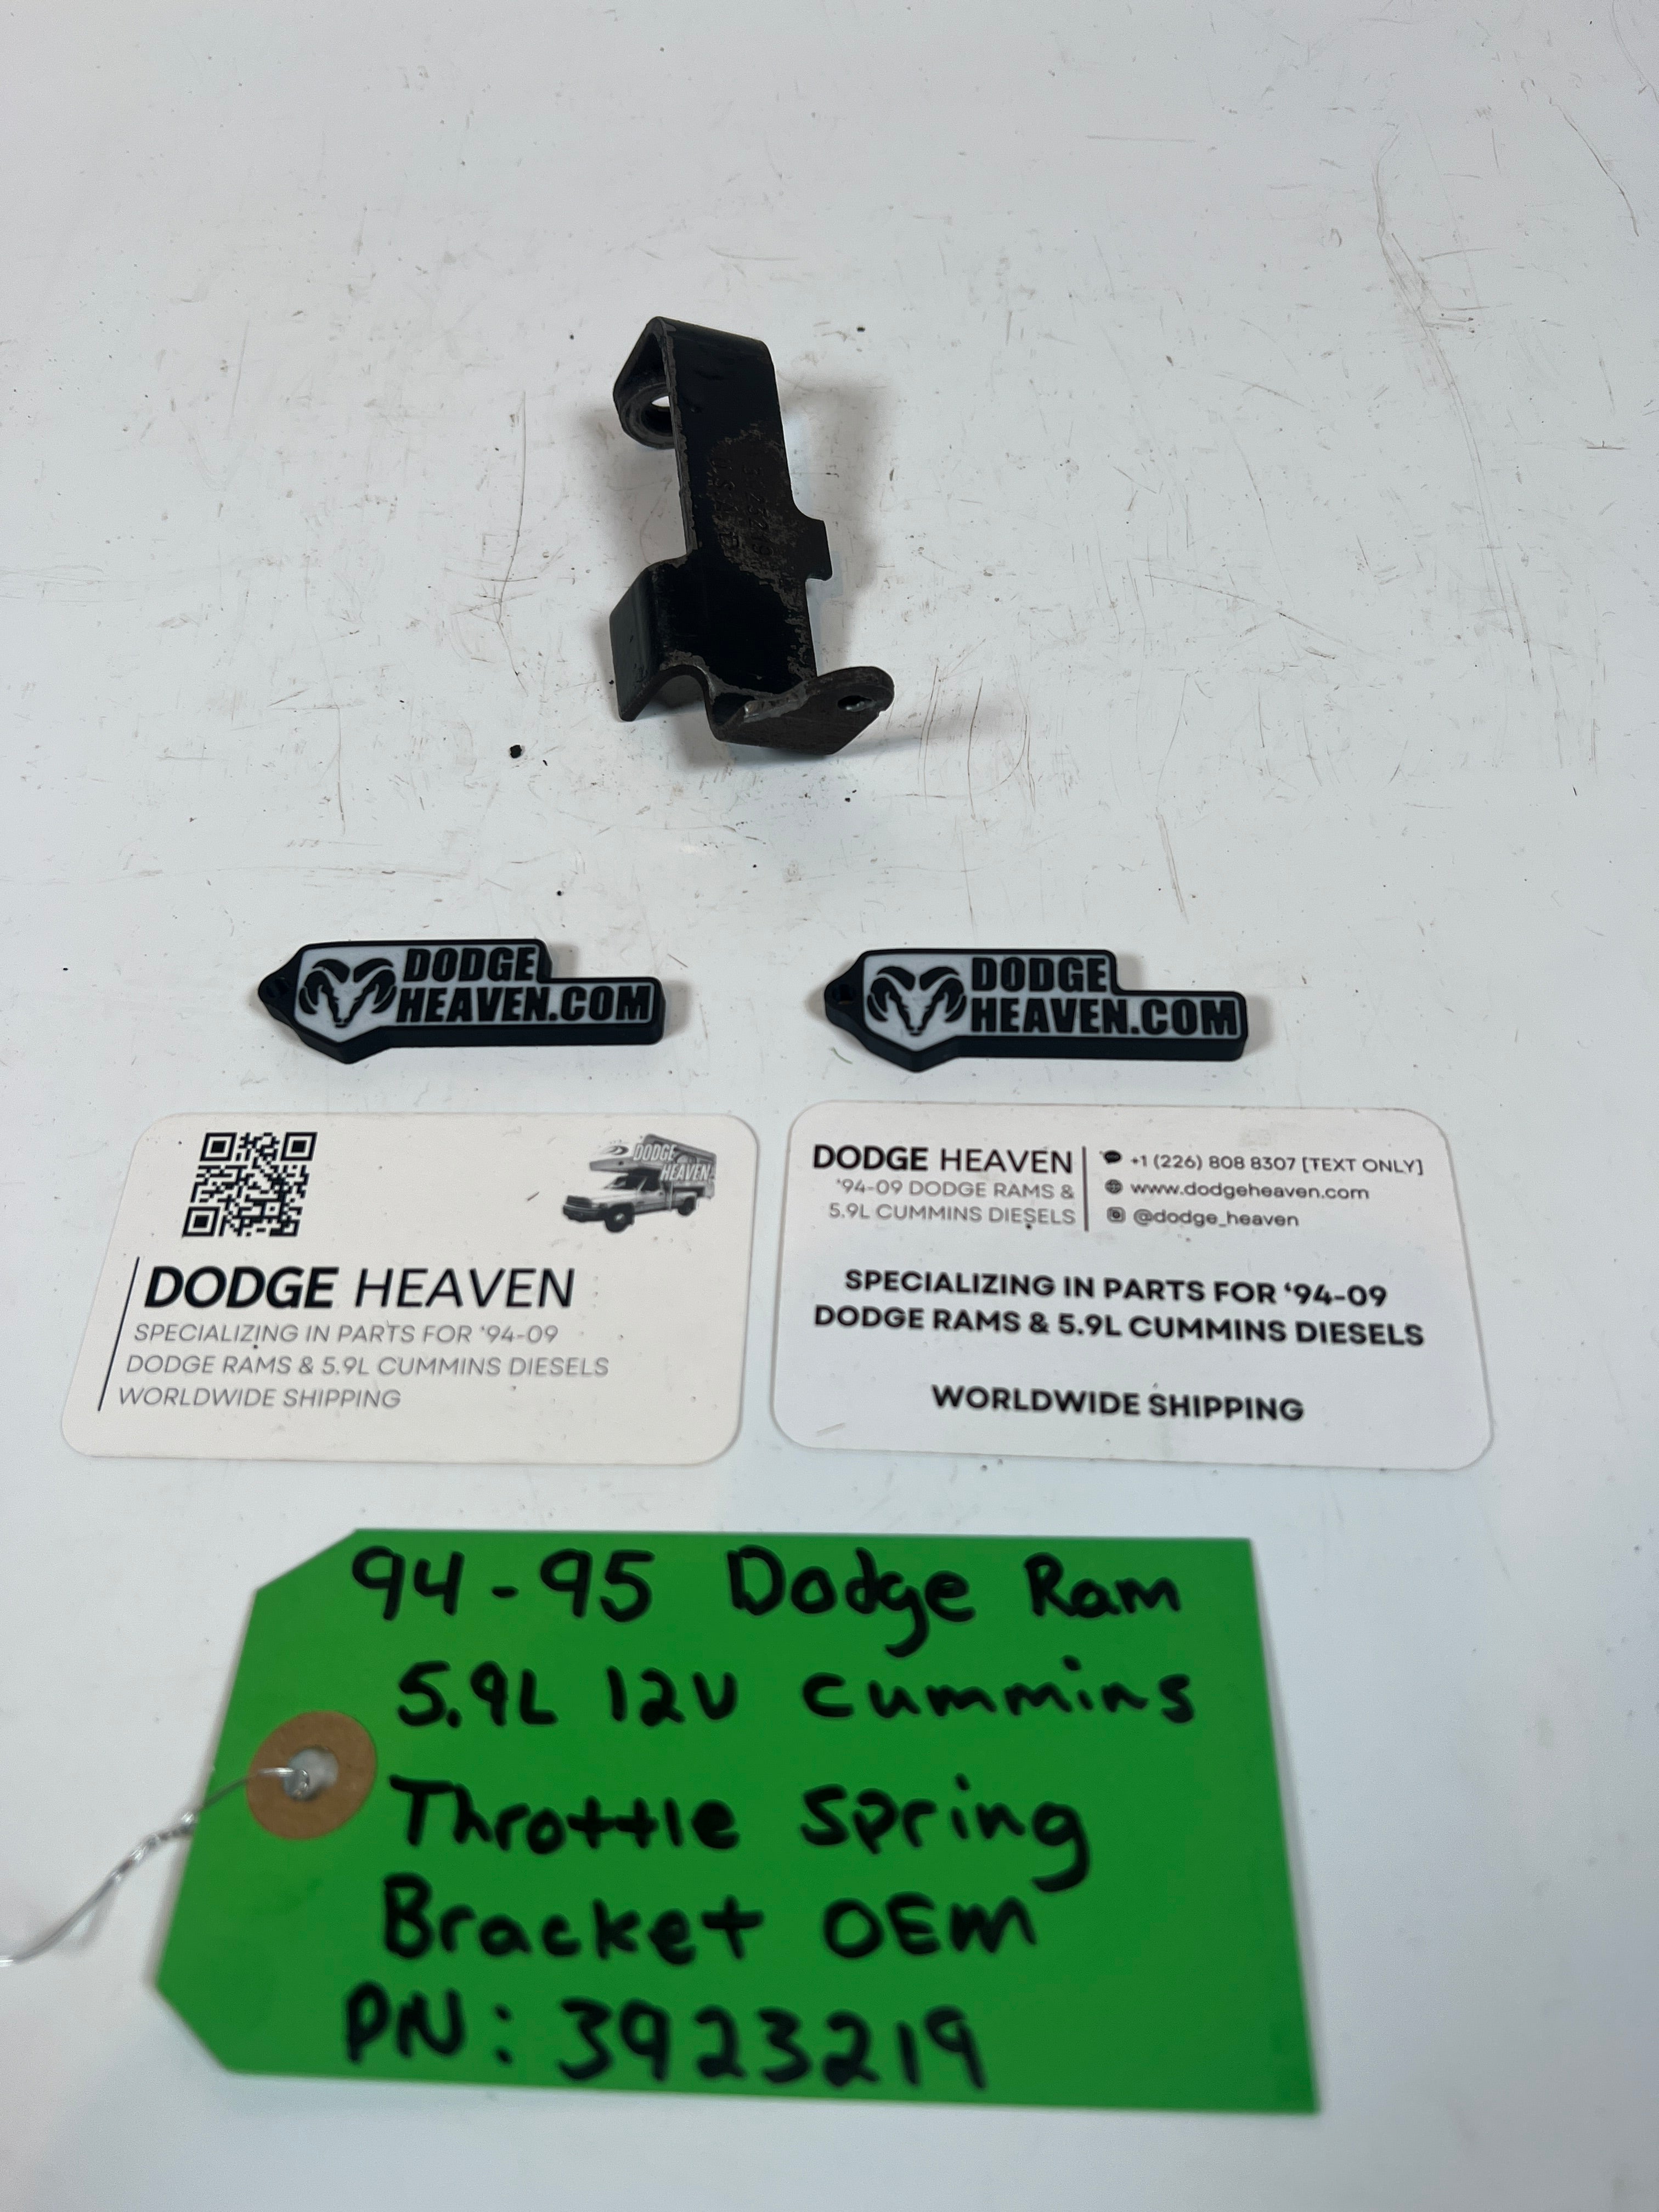 DODGE
HEAVEN.COM
DODGE
HEAVEN.COM
DODGE
HEAVEN
DODGE HEAVEN
SPECIALIZING IN PARTS FOR '94-09
DODGE RAMS & 5.9L CUMMINS DIESELS
WORLDWIDE SHIPPING
DODGE HEAVEN
'94-09 DODGE RAMS &
5.9L CUMMINS DIESELS
+1 (226) 808 8307 [TEXT ONLY]
www.dodgeheaven.com
@dodge_heaven
SPECIALIZING IN PARTS FOR '94-09
DODGE RAMS & 5.9L CUMMINS DIESELS
WORLDWIDE SHIPPING
94-95 Dodge Ram
5.9L 12V Cummins
Throttle Spring
Bracket OEM
PN: 3923219